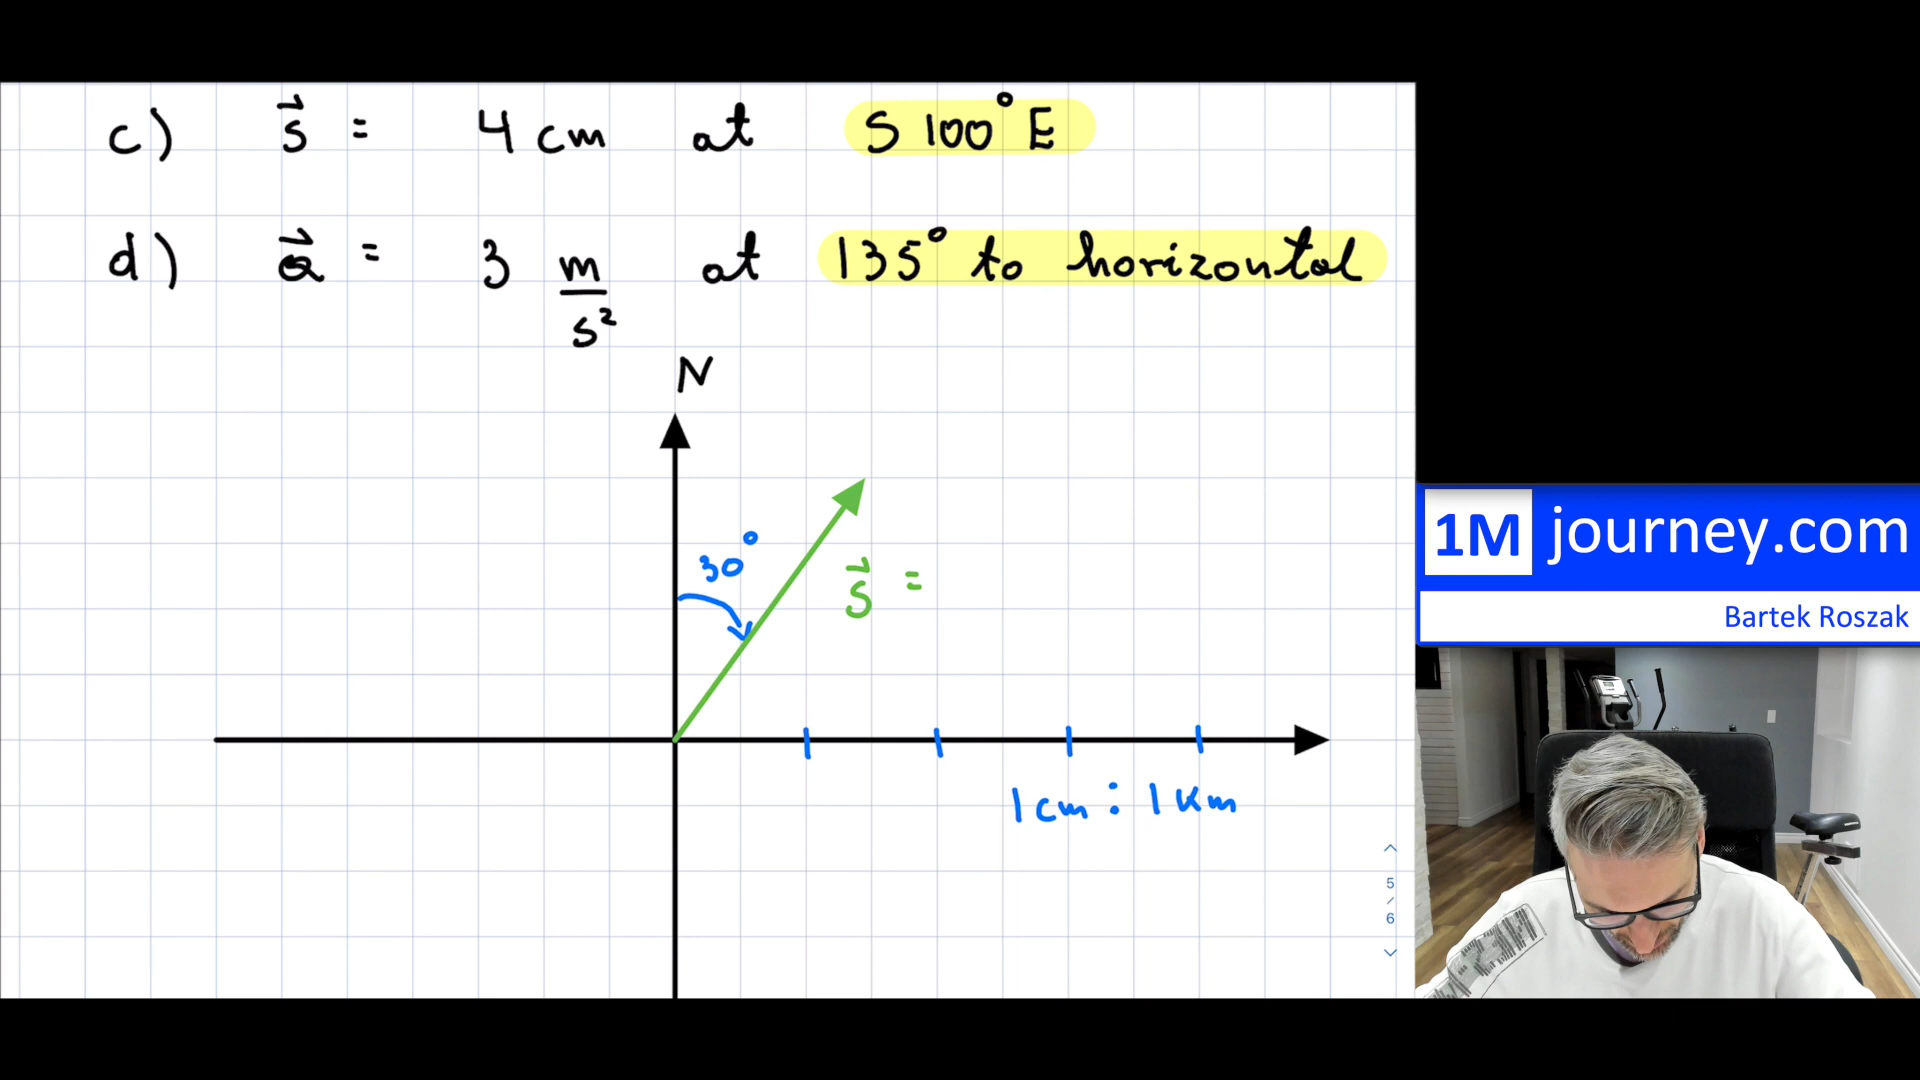 c) s⃗ = 4 cm at S 100° E
d) a⃗ = 3 m/s² at 135° to horizontal
N
30°
s⃗ =
1 cm : 1 km
5
/
6
1M journey.com
Bartek Roszak